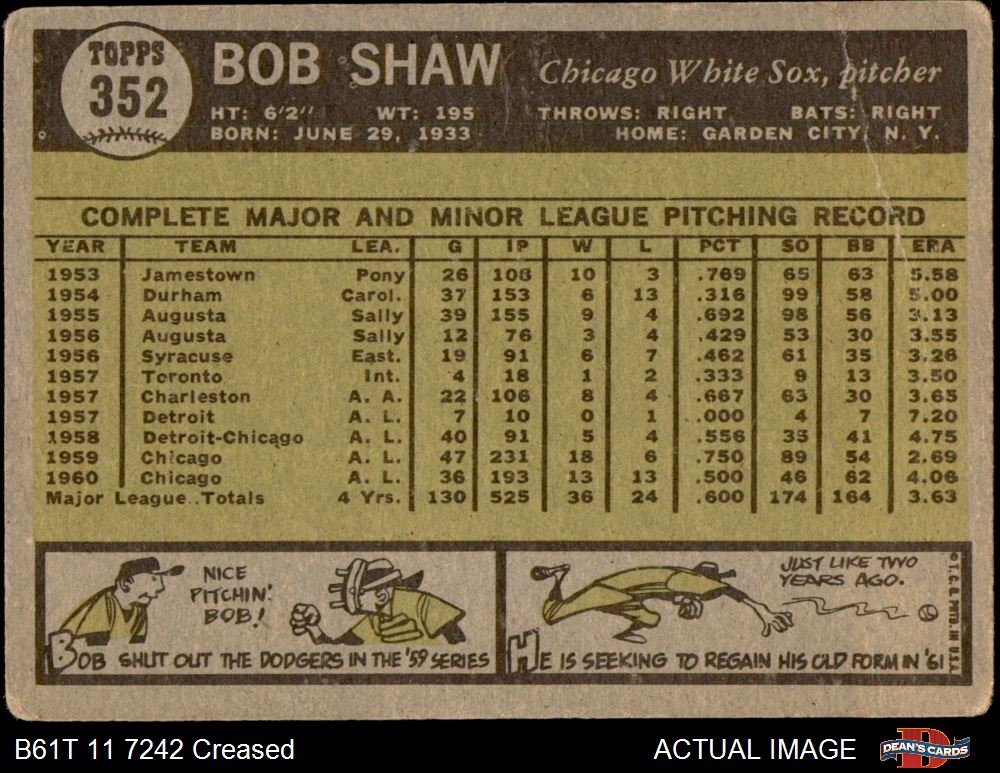 TOPPS
352
BOB SHAW Chicago White Sox, pitcher
HT: 6'2" WT: 195 THROWS: RIGHT BATS: RIGHT
BORN: JUNE 29, 1933 HOME: GARDEN CITY, N. Y.
COMPLETE MAJOR AND MINOR LEAGUE PITCHING RECORD
YEAR TEAM LEA. G IP W L PCT SO BB ERA
1953 Jamestown Pony 26 108 10 3 .769 65 63 5.58
1954 Durham Carol. 37 153 6 13 .316 99 58 5.00
1955 Augusta Sally 39 155 9 4 .692 98 56 3.13
1956 Augusta Sally 12 76 3 4 .429 53 30 3.55
1956 Syracuse East. 19 91 6 7 .462 61 35 3.26
1957 Toronto Int. 4 18 1 2 .333 9 13 3.50
1957 Charleston A. A. 22 106 8 4 .667 63 30 3.65
1957 Detroit A. L. 7 10 0 1 .000 4 7 7.20
1958 Detroit-Chicago A. L. 40 91 5 4 .556 35 41 4.75
1959 Chicago A. L. 47 231 18 6 .750 89 54 2.69
1960 Chicago A. L. 36 193 13 13 .500 46 62 4.06
Major League Totals 4 Yrs. 130 525 36 24 .600 174 164 3.63
NICE
PITCHIN'
BOB!
BOB SHUT OUT THE DODGERS IN THE '59 SERIES
JUST LIKE TWO
YEARS AGO.
HE IS SEEKING TO REGAIN HIS OLD FORM IN '61
© T. C. G. PRTD. IN U.S.A.
B61T 11 7242 Creased ACTUAL IMAGE
DEAN'S CARDS